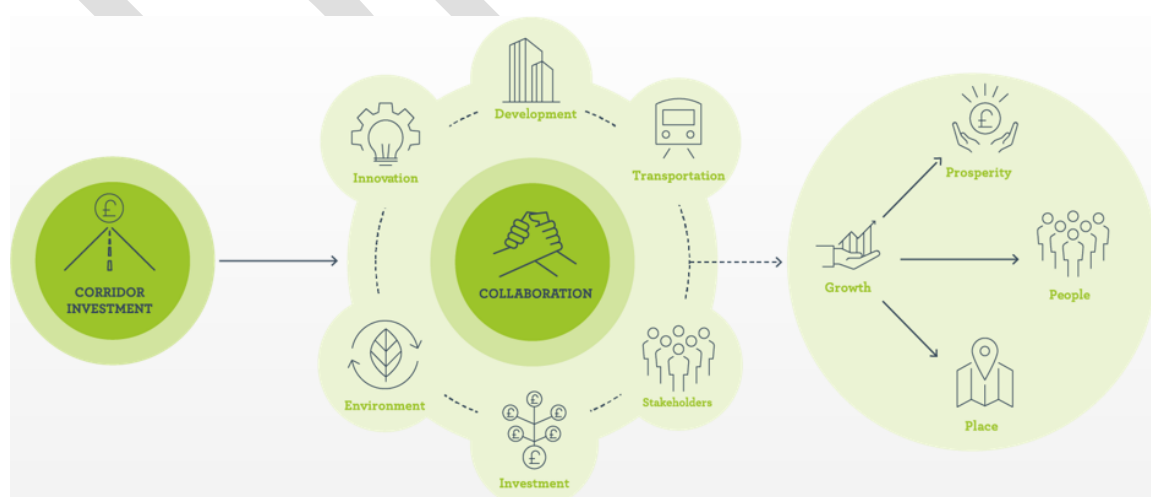 CORRIDOR
INVESTMENT
£
Development
Innovation
Transportation
COLLABORATION
Environment
Stakeholders
£
£ £
£ £
£
Investment
£
Prosperity
Growth
People
Place